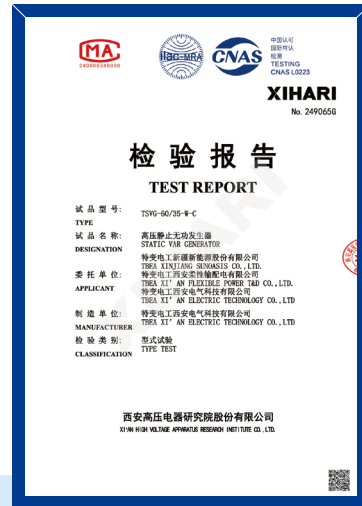 MA
240008349000
ilac-MRA
CNAS
中国认可
国际互认
检测
TESTING
CNAS L0223
XIHARI
No. 249065G
检验报告
TEST REPORT
试品型号:
TSVG-60/35-W-C
TYPE
试品名称:
高压静止无功发生器
DESIGNATION
STATIC VAR GENERATOR
特变电工新疆新能源股份有限公司
TBEA XINJIANG SUNOASIS CO., LTD.
委托单位:
特变电工西安柔性输配电有限公司
APPLICANT
TBEA XI' AN FLEXIBLE POWER T&D CO., LTD.
特变电工西安电气科技有限公司
TBEA XI' AN ELECTRIC TECHNOLOGY CO., LTD
制造单位:
特变电工西安电气科技有限公司
MANUFACTURER
TBEA XI' AN ELECTRIC TECHNOLOGY CO., LTD
检验类别:
型式试验
CLASSIFICATION
TYPE TEST
XIHARI
西安高压电器研究院股份有限公司
XI'AN HIGH VOLTAGE APPARATUS RESEARCH INSTITUTE CO., LTD.